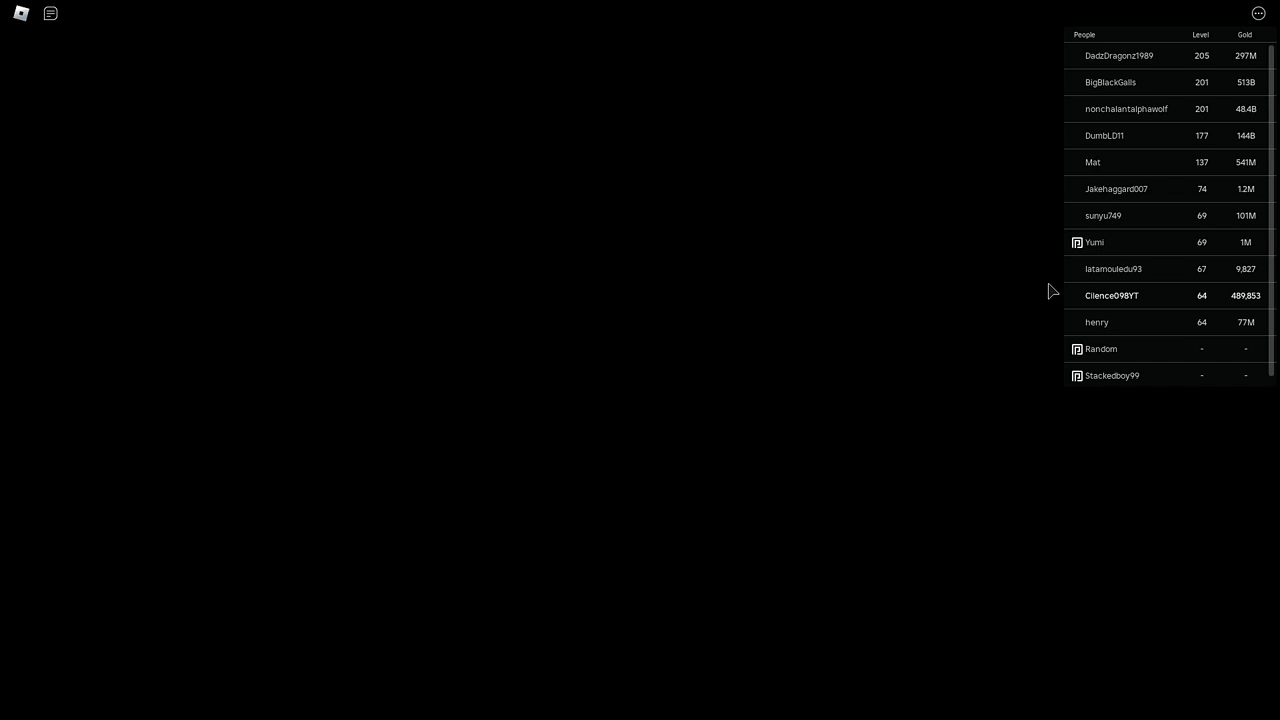 People Level Gold
DadzDragonz1989 205 297M
BigBlackGalls 201 513B
nonchalantalphawolf 201 48.4B
DumbLD11 177 144B
Mat 137 541M
Jakehaggard007 74 1.2M
sunyu749 69 101M
Yumi 69 1M
latamouledu93 67 9,827
Cilence098YT 64 489,853
henry 64 77M
Random - -
Stackedboy99 - -